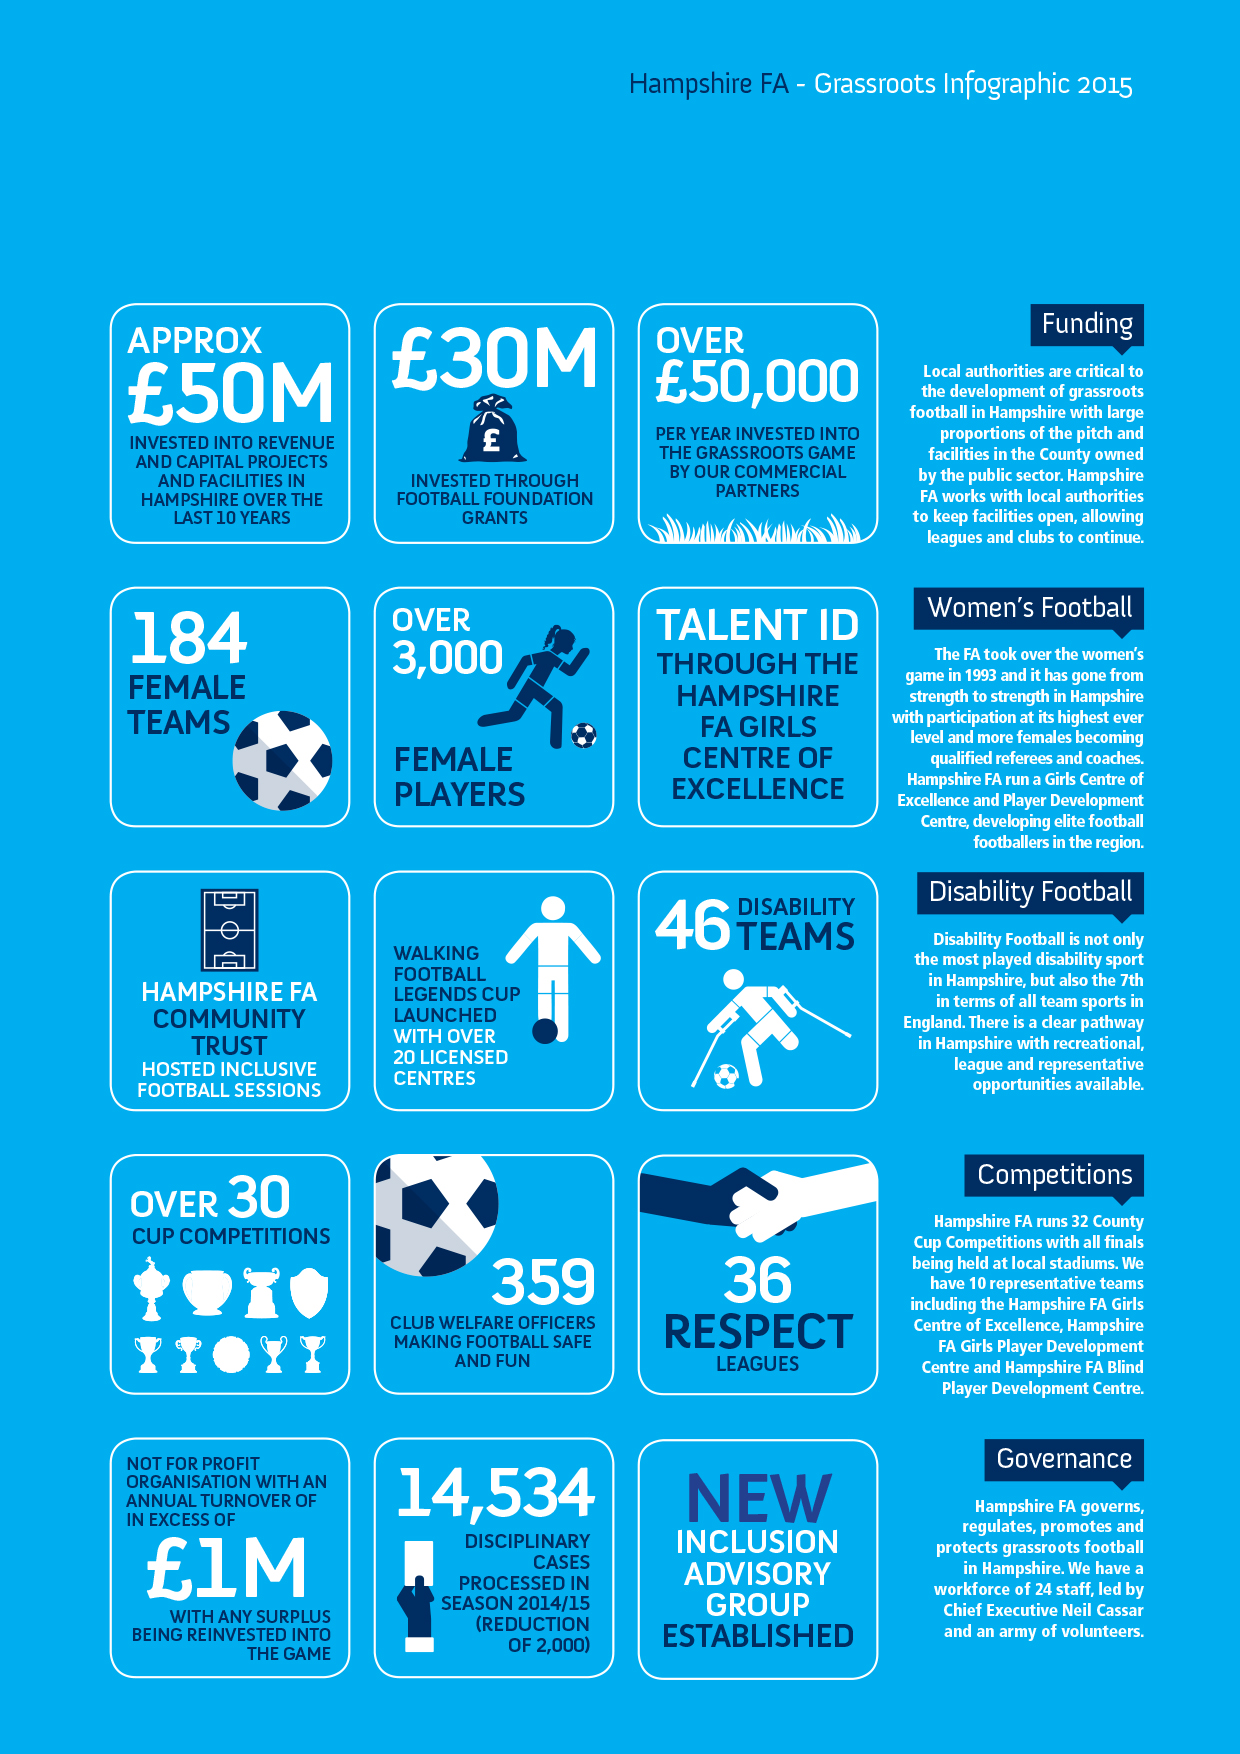 Hampshire FA - Grassroots Infographic 2015
APPROX
£50M
INVESTED INTO REVENUE
AND CAPITAL PROJECTS
AND FACILITIES IN
HAMPSHIRE OVER THE
LAST 10 YEARS
£30M
£
INVESTED THROUGH
FOOTBALL FOUNDATION
GRANTS
OVER
£50,000
PER YEAR INVESTED INTO
THE GRASSROOTS GAME
BY OUR COMMERCIAL
PARTNERS
Funding
Local authorities are critical to
the development of grassroots
football in Hampshire with large
proportions of the pitch and
facilities in the County owned
by the public sector. Hampshire
FA works with local authorities
to keep facilities open, allowing
leagues and clubs to continue.
184
FEMALE
TEAMS
OVER
3,000
FEMALE
PLAYERS
TALENT ID
THROUGH THE
HAMPSHIRE
FA GIRLS
CENTRE OF
EXCELLENCE
Women's Football
The FA took over the women's
game in 1993 and it has gone from
strength to strength in Hampshire
with participation at its highest ever
level and more females becoming
qualified referees and coaches.
Hampshire FA run a Girls Centre of
Excellence and Player Development
Centre, developing elite football
footballers in the region.
HAMPSHIRE FA
COMMUNITY
TRUST
HOSTED INCLUSIVE
FOOTBALL SESSIONS
WALKING
FOOTBALL
LEGENDS CUP
LAUNCHED
WITH OVER
20 LICENSED
CENTRES
46 DISABILITY
TEAMS
Disability Football
Disability Football is not only
the most played disability sport
in Hampshire, but also the 7th
in terms of all team sports in
England. There is a clear pathway
in Hampshire with recreational,
league and representative
opportunities available.
OVER 30
CUP COMPETITIONS
359
CLUB WELFARE OFFICERS
MAKING FOOTBALL SAFE
AND FUN
36
RESPECT
LEAGUES
Competitions
Hampshire FA runs 32 County
Cup Competitions with all finals
being held at local stadiums. We
have 10 representative teams
including the Hampshire FA Girls
Centre of Excellence, Hampshire
FA Girls Player Development
Centre and Hampshire FA Blind
Player Development Centre.
NOT FOR PROFIT
ORGANISATION WITH AN
ANNUAL TURNOVER OF
IN EXCESS OF
£1M
WITH ANY SURPLUS
BEING REINVESTED INTO
THE GAME
14,534
DISCIPLINARY
CASES
PROCESSED IN
SEASON 2014/15
(REDUCTION
OF 2,000)
NEW
INCLUSION
ADVISORY
GROUP
ESTABLISHED
Governance
Hampshire FA governs,
regulates, promotes and
protects grassroots football
in Hampshire. We have a
workforce of 24 staff, led by
Chief Executive Neil Cassar
and an army of volunteers.